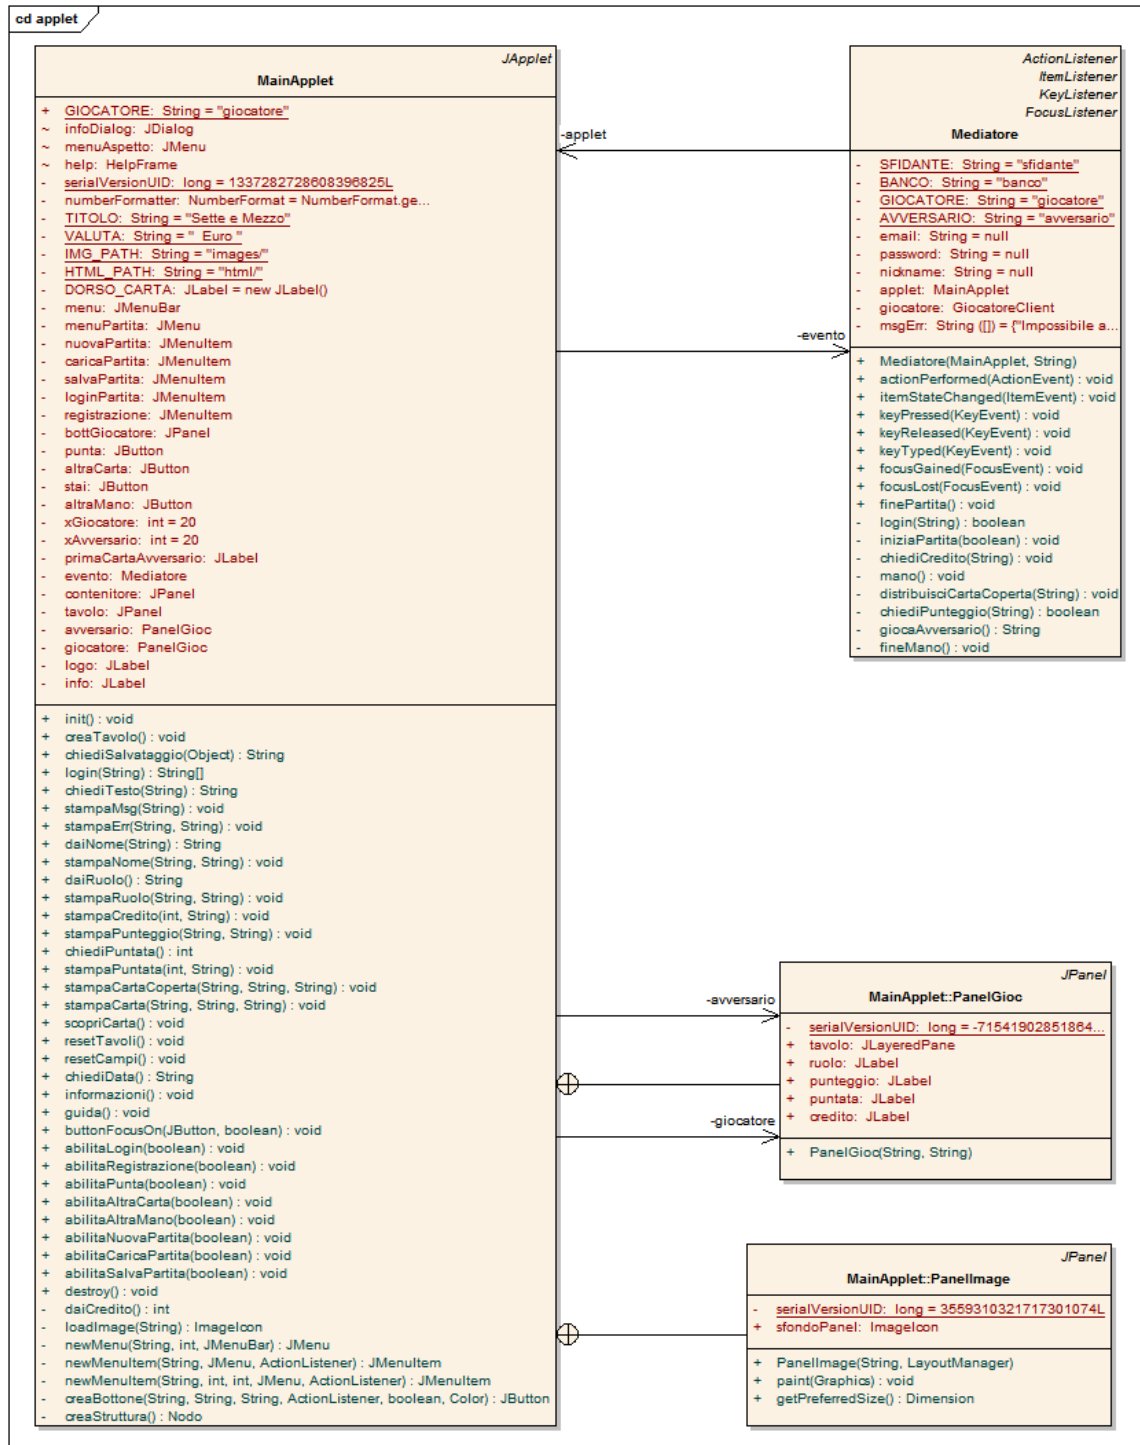 cd applet
JApplet
MainApplet
+ GIOCATORE: String = "giocatore"
~ infoDialog: JDialog
~ menuAspetto: JMenu
~ help: HelpFrame
- serialVersionUID: long = 1337282728608396825L
- numberFormatter: NumberFormat = NumberFormat.ge...
- TITOLO: String = "Sette e Mezzo"
- VALUTA: String = " Euro "
- IMG_PATH: String = "images/"
- HTML_PATH: String = "html/"
- DORSO_CARTA: JLabel = new JLabel()
- menu: JMenuBar
- menuPartita: JMenu
- nuovaPartita: JMenuItem
- caricaPartita: JMenuItem
- salvaPartita: JMenuItem
- loginPartita: JMenuItem
- registrazione: JMenuItem
- bottGiocatore: JPanel
- punta: JButton
- altraCarta: JButton
- stai: JButton
- altraMano: JButton
- xGiocatore: int = 20
- xAvversario: int = 20
- primaCartaAvversario: JLabel
- evento: Mediatore
- contenitore: JPanel
- tavolo: JPanel
- avversario: PanelGioc
- giocatore: PanelGioc
- logo: JLabel
- info: JLabel
+ init() : void
+ creaTavolo() : void
+ chiediSalvataggio(Object) : String
+ login(String) : String[]
+ chiediTesto(String) : String
+ stampaMsg(String) : void
+ stampaErr(String, String) : void
+ daiNome(String) : String
+ stampaNome(String, String) : void
+ daiRuolo() : String
+ stampaRuolo(String, String) : void
+ stampaCredito(int, String) : void
+ stampaPunteggio(String, String) : void
+ chiediPuntata() : int
+ stampaPuntata(int, String) : void
+ stampaCartaCoperta(String, String, String) : void
+ stampaCarta(String, String, String) : void
+ scopriCarta() : void
+ resetTavoli() : void
+ resetCampi() : void
+ chiediData() : String
+ informazioni() : void
+ guida() : void
+ buttonFocusOn(JButton, boolean) : void
+ abilitaLogin(boolean) : void
+ abilitaRegistrazione(boolean) : void
+ abilitaPunta(boolean) : void
+ abilitaAltraCarta(boolean) : void
+ abilitaAltraMano(boolean) : void
+ abilitaNuovaPartita(boolean) : void
+ abilitaCaricaPartita(boolean) : void
+ abilitaSalvaPartita(boolean) : void
+ destroy() : void
- daiCredito() : int
- loadImage(String) : ImageIcon
- newMenu(String, int, JMenuBar) : JMenu
- newMenuItem(String, JMenu, ActionListener) : JMenuItem
- newMenuItem(String, int, int, JMenu, ActionListener) : JMenuItem
- creaBottone(String, String, String, ActionListener, boolean, Color) : JButton
- creaStruttura() : Nodo
-applet
-evento
-avversario
-giocatore
ActionListener
ItemListener
KeyListener
FocusListener
Mediatore
- SFIDANTE: String = "sfidante"
- BANCO: String = "banco"
- GIOCATORE: String = "giocatore"
- AVVERSARIO: String = "avversario"
- email: String = null
- password: String = null
- nickname: String = null
- applet: MainApplet
- giocatore: GiocatoreClient
- msgErr: String ([]) = {"Impossibile a...
+ Mediatore(MainApplet, String)
+ actionPerformed(ActionEvent) : void
+ itemStateChanged(ItemEvent) : void
+ keyPressed(KeyEvent) : void
+ keyReleased(KeyEvent) : void
+ keyTyped(KeyEvent) : void
+ focusGained(FocusEvent) : void
+ focusLost(FocusEvent) : void
+ finePartita() : void
- login(String) : boolean
- iniziaPartita(boolean) : void
- chiediCredito(String) : void
- mano() : void
- distribuisciCartaCoperta(String) : void
- chiediPunteggio(String) : boolean
- giocaAvversario() : String
- fineMano() : void
JPanel
MainApplet::PanelGioc
- serialVersionUID: long = -71541902851864...
+ tavolo: JLayeredPane
+ ruolo: JLabel
+ punteggio: JLabel
+ puntata: JLabel
+ credito: JLabel
+ PanelGioc(String, String)
JPanel
MainApplet::PanelImage
- serialVersionUID: long = 3559310321717301074L
+ sfondoPanel: ImageIcon
+ PanelImage(String, LayoutManager)
+ paint(Graphics) : void
+ getPreferredSize() : Dimension